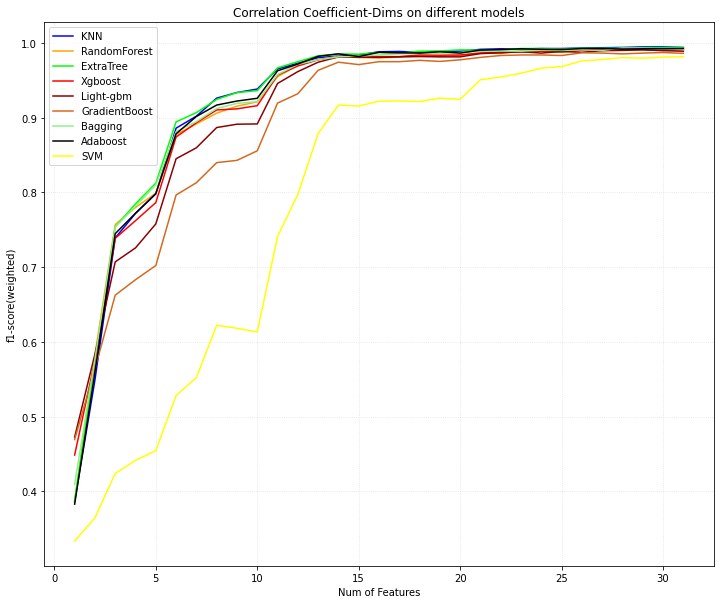 Correlation Coefficient-Dims on different models
KNN
RandomForest
ExtraTree
Xgboost
Light-gbm
GradientBoost
Bagging
Adaboost
SVM
f1-score(weighted)
1.0
0.9
0.8
0.7
0.6
0.5
0.4
0 5 10 15 20 25 30
Num of Features